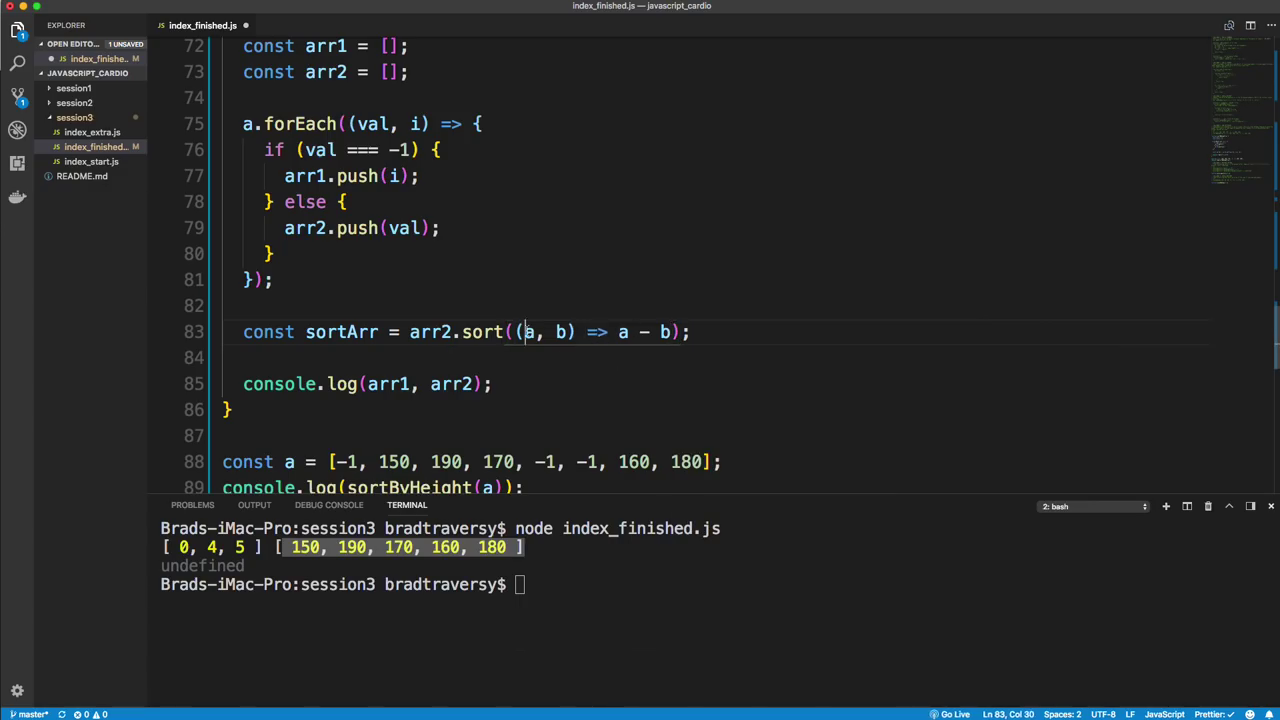 index_finished.js — javascript_cardio
EXPLORER
index_finished.js
OPEN EDITO... 1 UNSAVED
index_finishe... M
JAVASCRIPT_CARDIO
session1
session2
session3
index_extra.js
index_finished... M
index_start.js
README.md
72 const arr1 = [];
73 const arr2 = [];
74
75 a.forEach((val, i) => {
76 if (val === -1) {
77 arr1.push(i);
78 } else {
79 arr2.push(val);
80 }
81 });
82
83 const sortArr = arr2.sort((a, b) => a - b);
84
85 console.log(arr1, arr2);
86 }
87
88 const a = [-1, 150, 190, 170, -1, -1, 160, 180];
89 console.log(sortByHeight(a));
PROBLEMS OUTPUT DEBUG CONSOLE TERMINAL 2: bash
Brads-iMac-Pro:session3 bradtraversy$ node index_finished.js
[ 0, 4, 5 ] [ 150, 190, 170, 160, 180 ]
undefined
Brads-iMac-Pro:session3 bradtraversy$
master* 0 0 Go Live Ln 83, Col 30 Spaces: 2 UTF-8 LF JavaScript Prettier: ✓